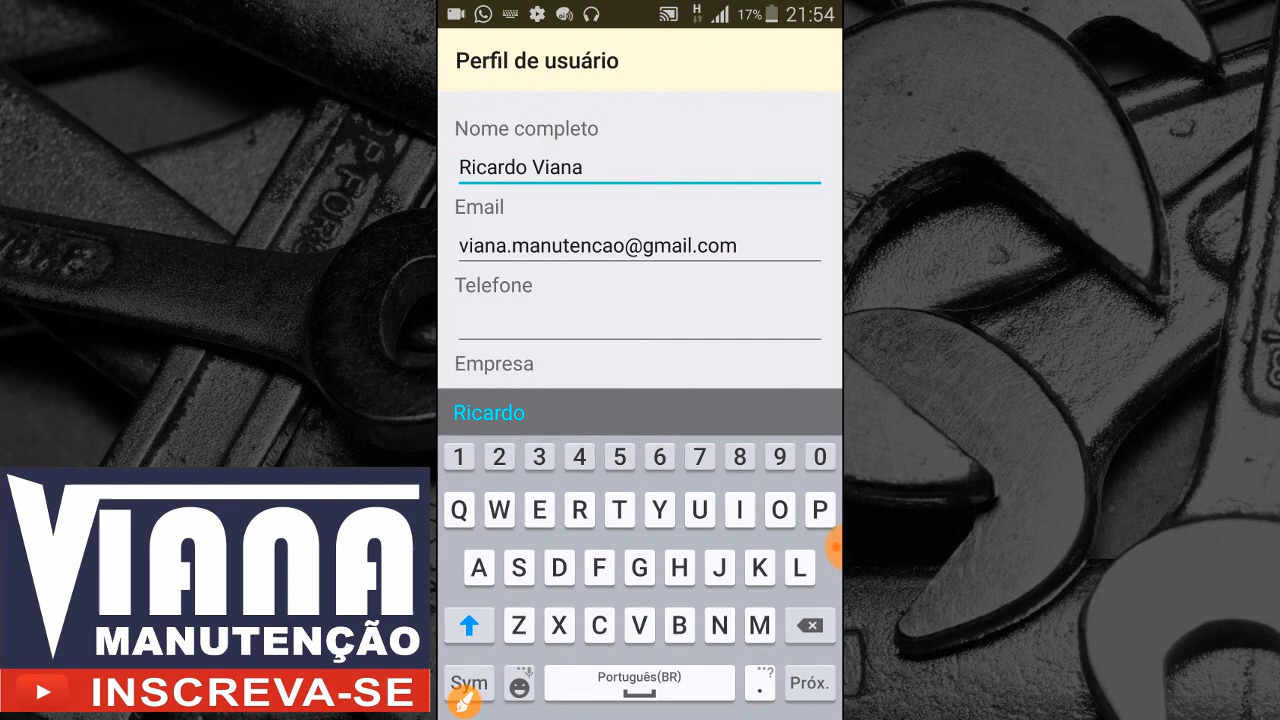 H 17% 21:54
Perfil de usuário
Nome completo
Ricardo Viana
Email
viana.manutencao@gmail.com
Telefone
Empresa
Ricardo
1 2 3 4 5 6 7 8 9 0
Q W E R T Y U I O P
A S D F G H J K L
Z X C V B N M
Sym Português(BR) . ,,? Próx.
VIANA
MANUTENÇÃO
INSCREVA-SE